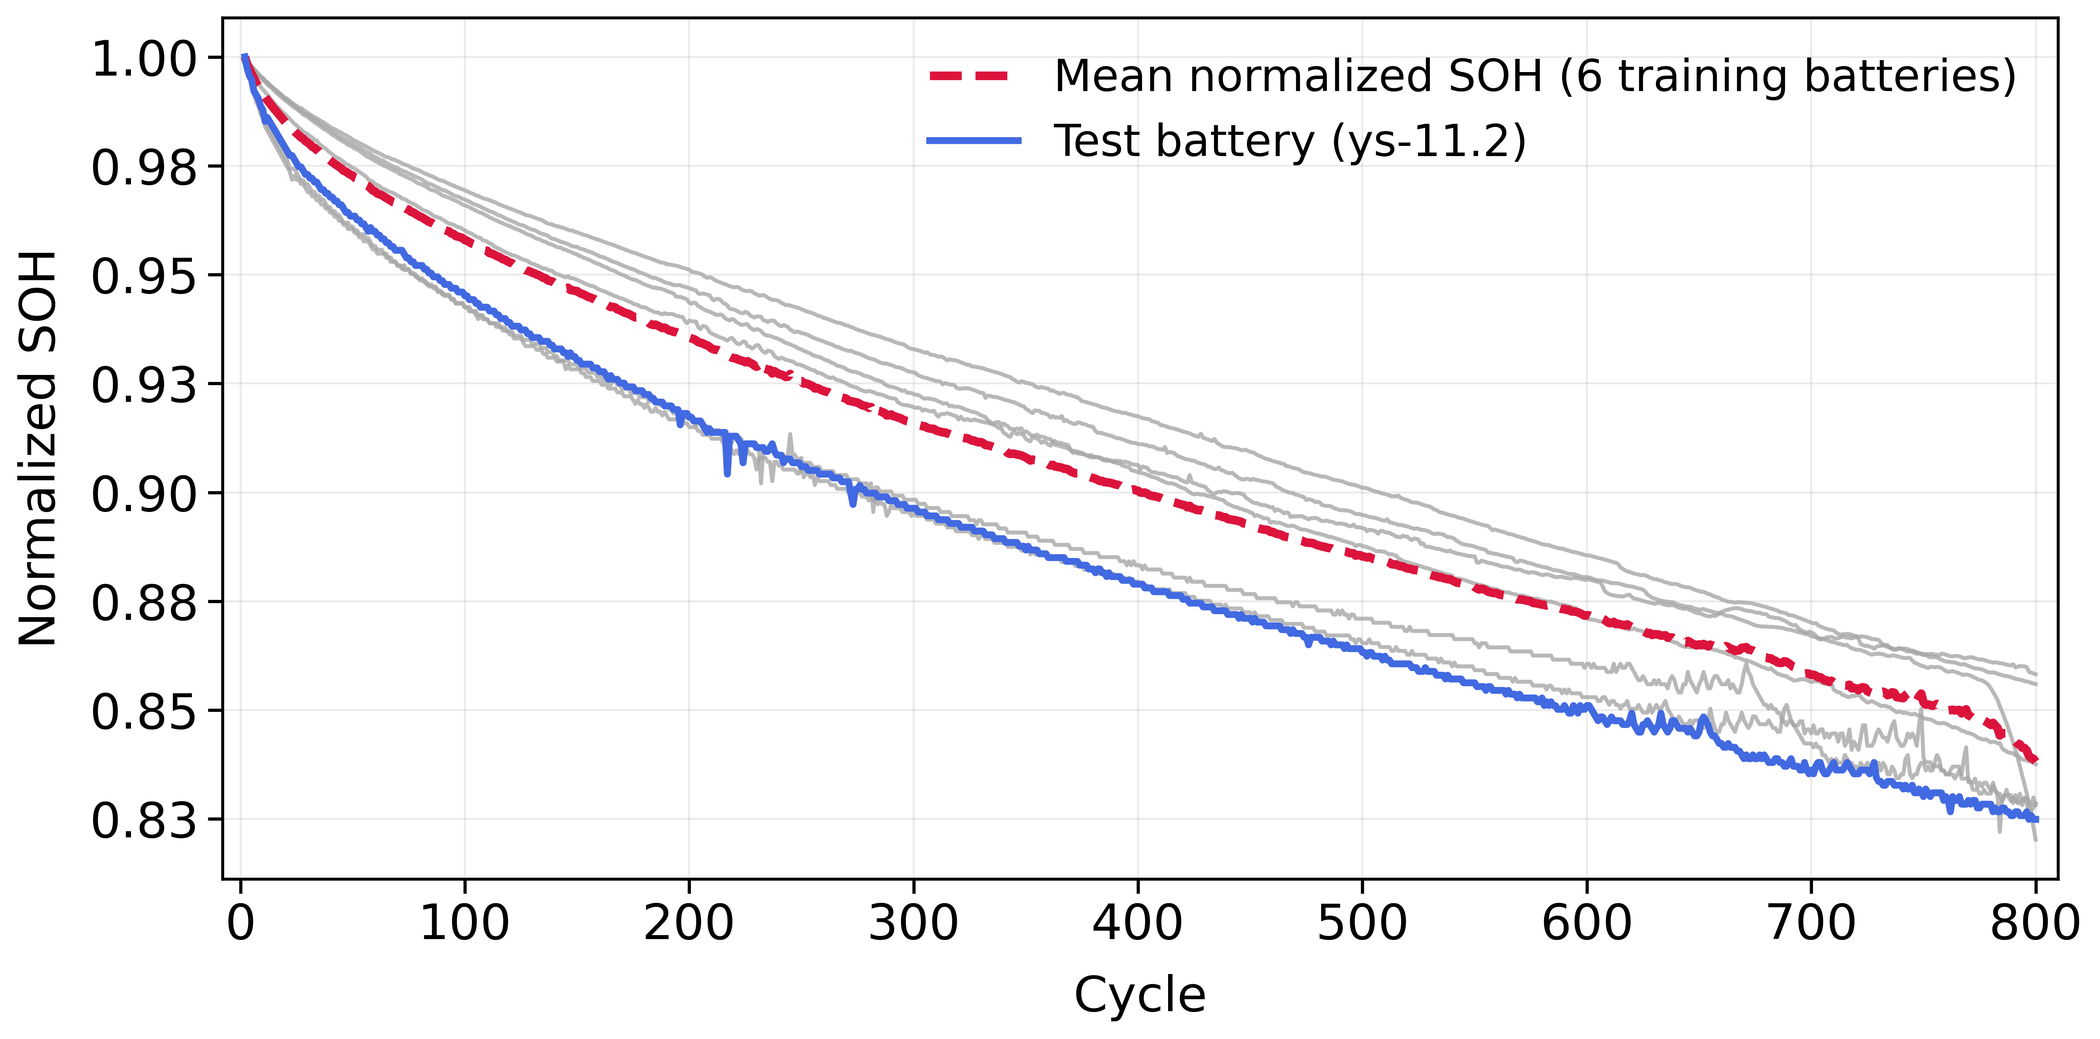 Mean normalized SOH (6 training batteries)
Test battery (ys-11.2)
Normalized SOH
1.00
0.98
0.95
0.93
0.90
0.88
0.85
0.83
0 100 200 300 400 500 600 700 800
Cycle